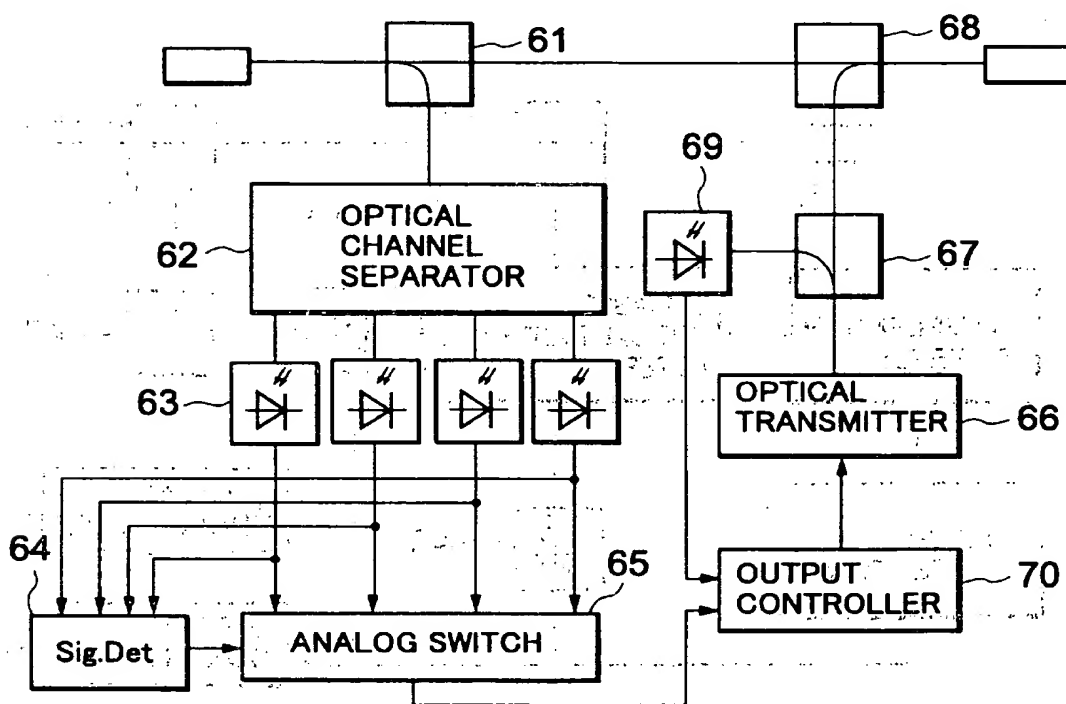 61
68
69
OPTICAL
CHANNEL
SEPARATOR
62
67
63
OPTICAL
TRANSMITTER
66
64
65
OUTPUT
CONTROLLER
70
Sig.Det
ANALOG SWITCH